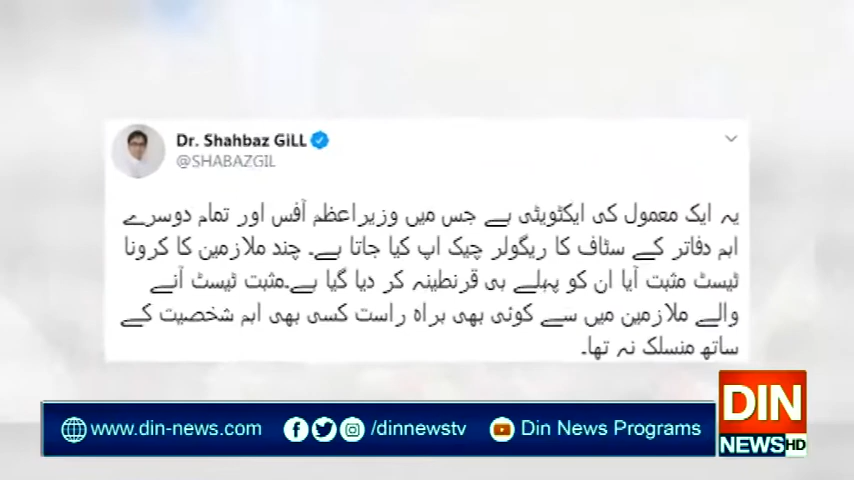 Dr. Shahbaz GiLL
@SHABAZGIL
یہ ایک معمول کی ایکٹویٹی ہے جس میں وزیراعظم آفس اور تمام دوسرے
اہم دفاتر کے سٹاف کا ریگولر چیک اپ کیا جاتا ہے۔ چند ملازمین کا کرونا
ٹیسٹ مثبت آیا ان کو پہلے ہی قرنطینہ کر دیا گیا ہے۔مثبت ٹیسٹ آنے
والے ملازمین میں سے کوئی بھی براہ راست کسی بھی اہم شخصیت کے
ساتھ منسلک نہ تھا۔
www.din-news.com
/dinnewstv
Din News Programs
DIN
NEWS HD